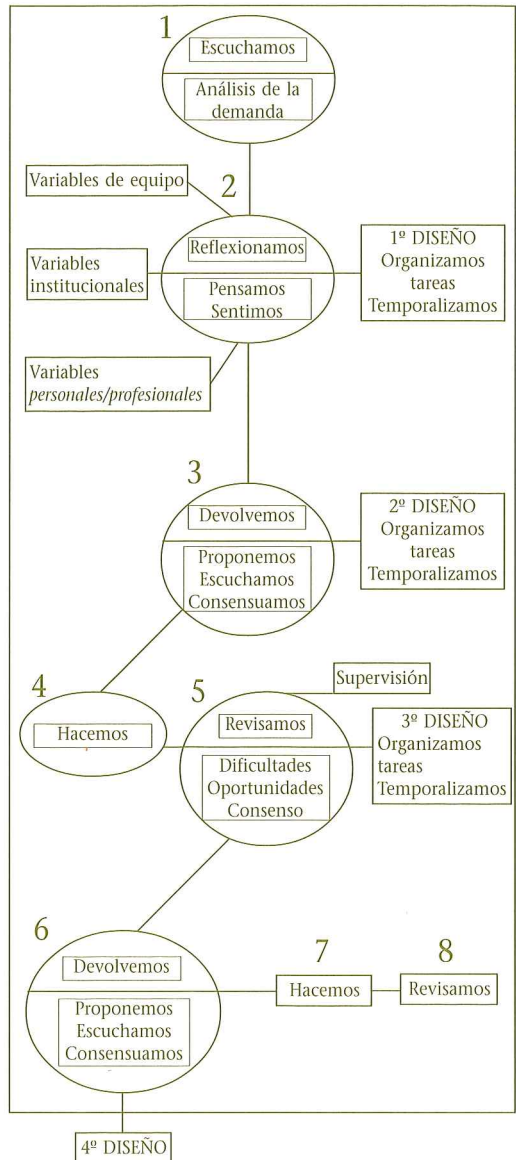 1
Escuchamos
Análisis de la
demanda
Variables de equipo
2
Reflexionamos
Variables
institucionales
Pensamos
Sentimos
1º DISEÑO
Organizamos
tareas
Temporalizamos
Variables
personales/profesionales
3
Devolvemos
Proponemos
Escuchamos
Consensuamos
2º DISEÑO
Organizamos
tareas
Temporalizamos
4
Hacemos
5
Supervisión
Revisamos
Dificultades
Oportunidades
Consenso
3º DISEÑO
Organizamos
tareas
Temporalizamos
6
Devolvemos
Proponemos
Escuchamos
Consensuamos
7
Hacemos
8
Revisamos
4º DISEÑO